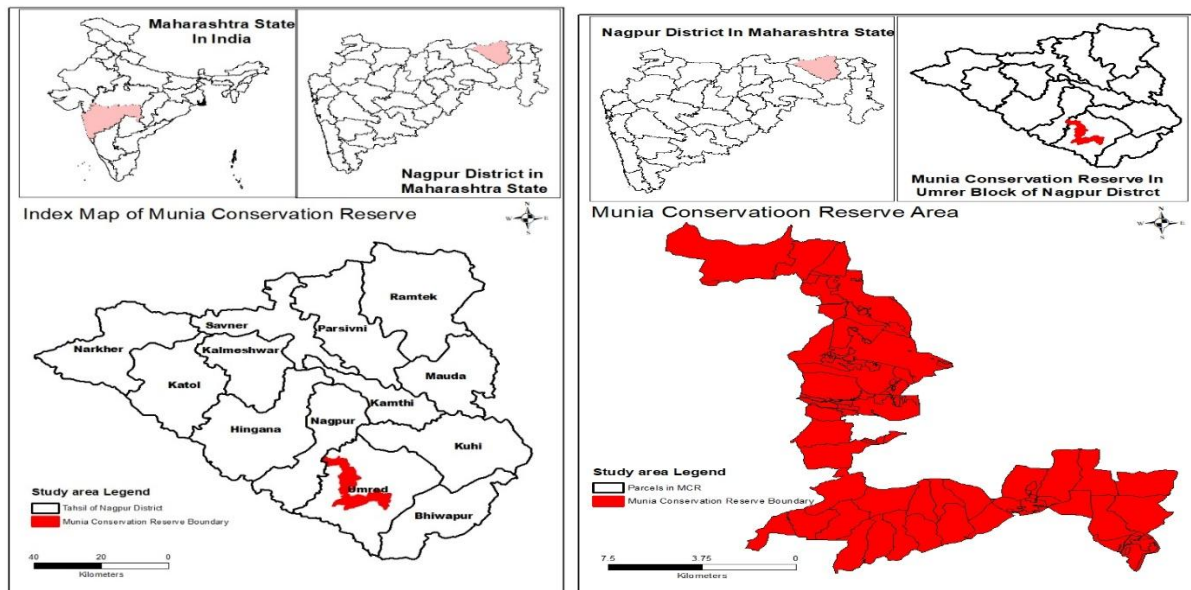 Maharashtra State
In India
Nagpur District in
Maharashtra State
Index Map of Munia Conservation Reserve
N
W
E
S
Ramtek
Savner
Parsivni
Narkher
Kalmeshwar
Mauda
Katol
Kamthi
Nagpur
Hingana
Kuhi
Umred
Bhiwapur
Study area Legend
Tahsil of Nagpur District
Munia Conservation Reserve Boundary
40 20 0
Kilometers
Nagpur District In Maharashtra State
Munia Conservation Reserve In
Umrer Block of Nagpur Distrct
Munia Conservatioon Reserve Area
N
W
E
S
Study area Legend
Parcels in MCR
Munia Conservation Reserve Boundary
7.5 3.75 0
Kilometers